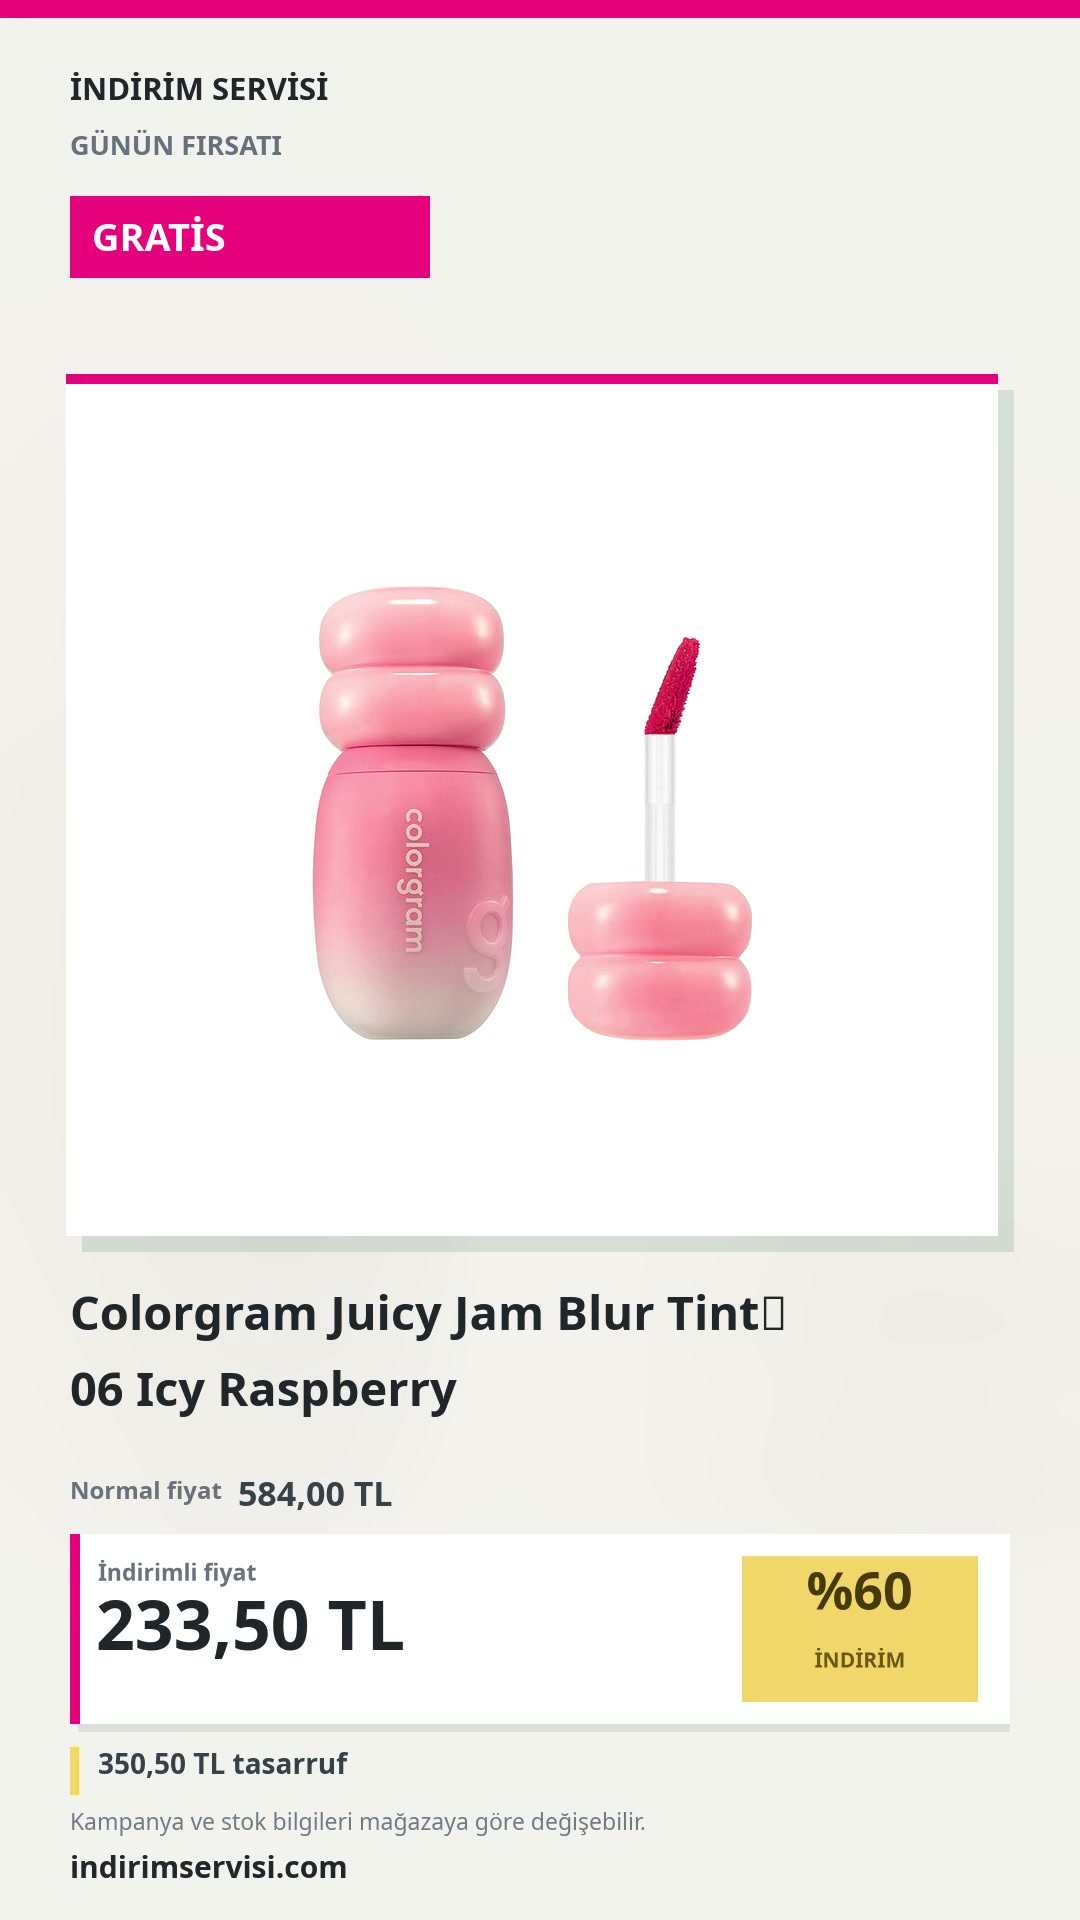 İNDİRİM SERVİSİ
GÜNÜN FIRSATI
GRATİS
colorgram
g
Colorgram Juicy Jam Blur Tint
06 Icy Raspberry
Normal fiyat 584,00 TL
İndirimli fiyat
233,50 TL
%60
İNDİRİM
350,50 TL tasarruf
Kampanya ve stok bilgileri mağazaya göre değişebilir.
indirimservisi.com